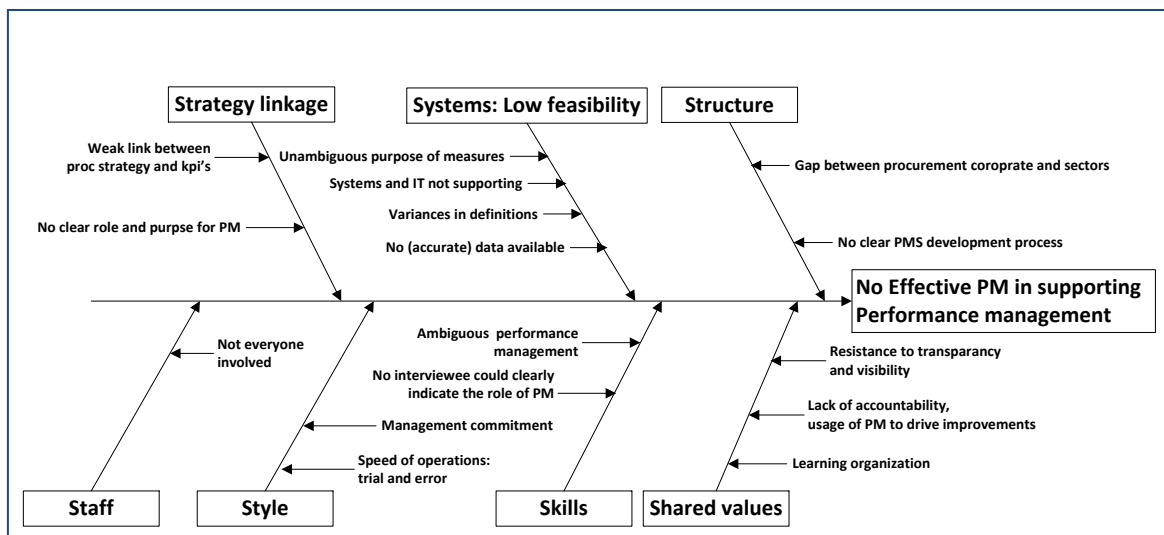 Strategy linkage
Systems: Low feasibility
Structure
Weak link between
proc strategy and kpi's
No clear role and purpse for PM
Unambiguous purpose of measures
Systems and IT not supporting
Variances in definitions
No (accurate) data available
Gap between procurement coroprate and sectors
No clear PMS development process
No Effective PM in supporting
Performance management
Not everyone
involved
Management commitment
Speed of operations:
trial and error
Ambiguous performance
management
No interviewee could clearly
indicate the role of PM
Resistance to transparancy
and visibility
Lack of accountability,
usage of PM to drive improvements
Learning organization
Staff
Style
Skills
Shared values